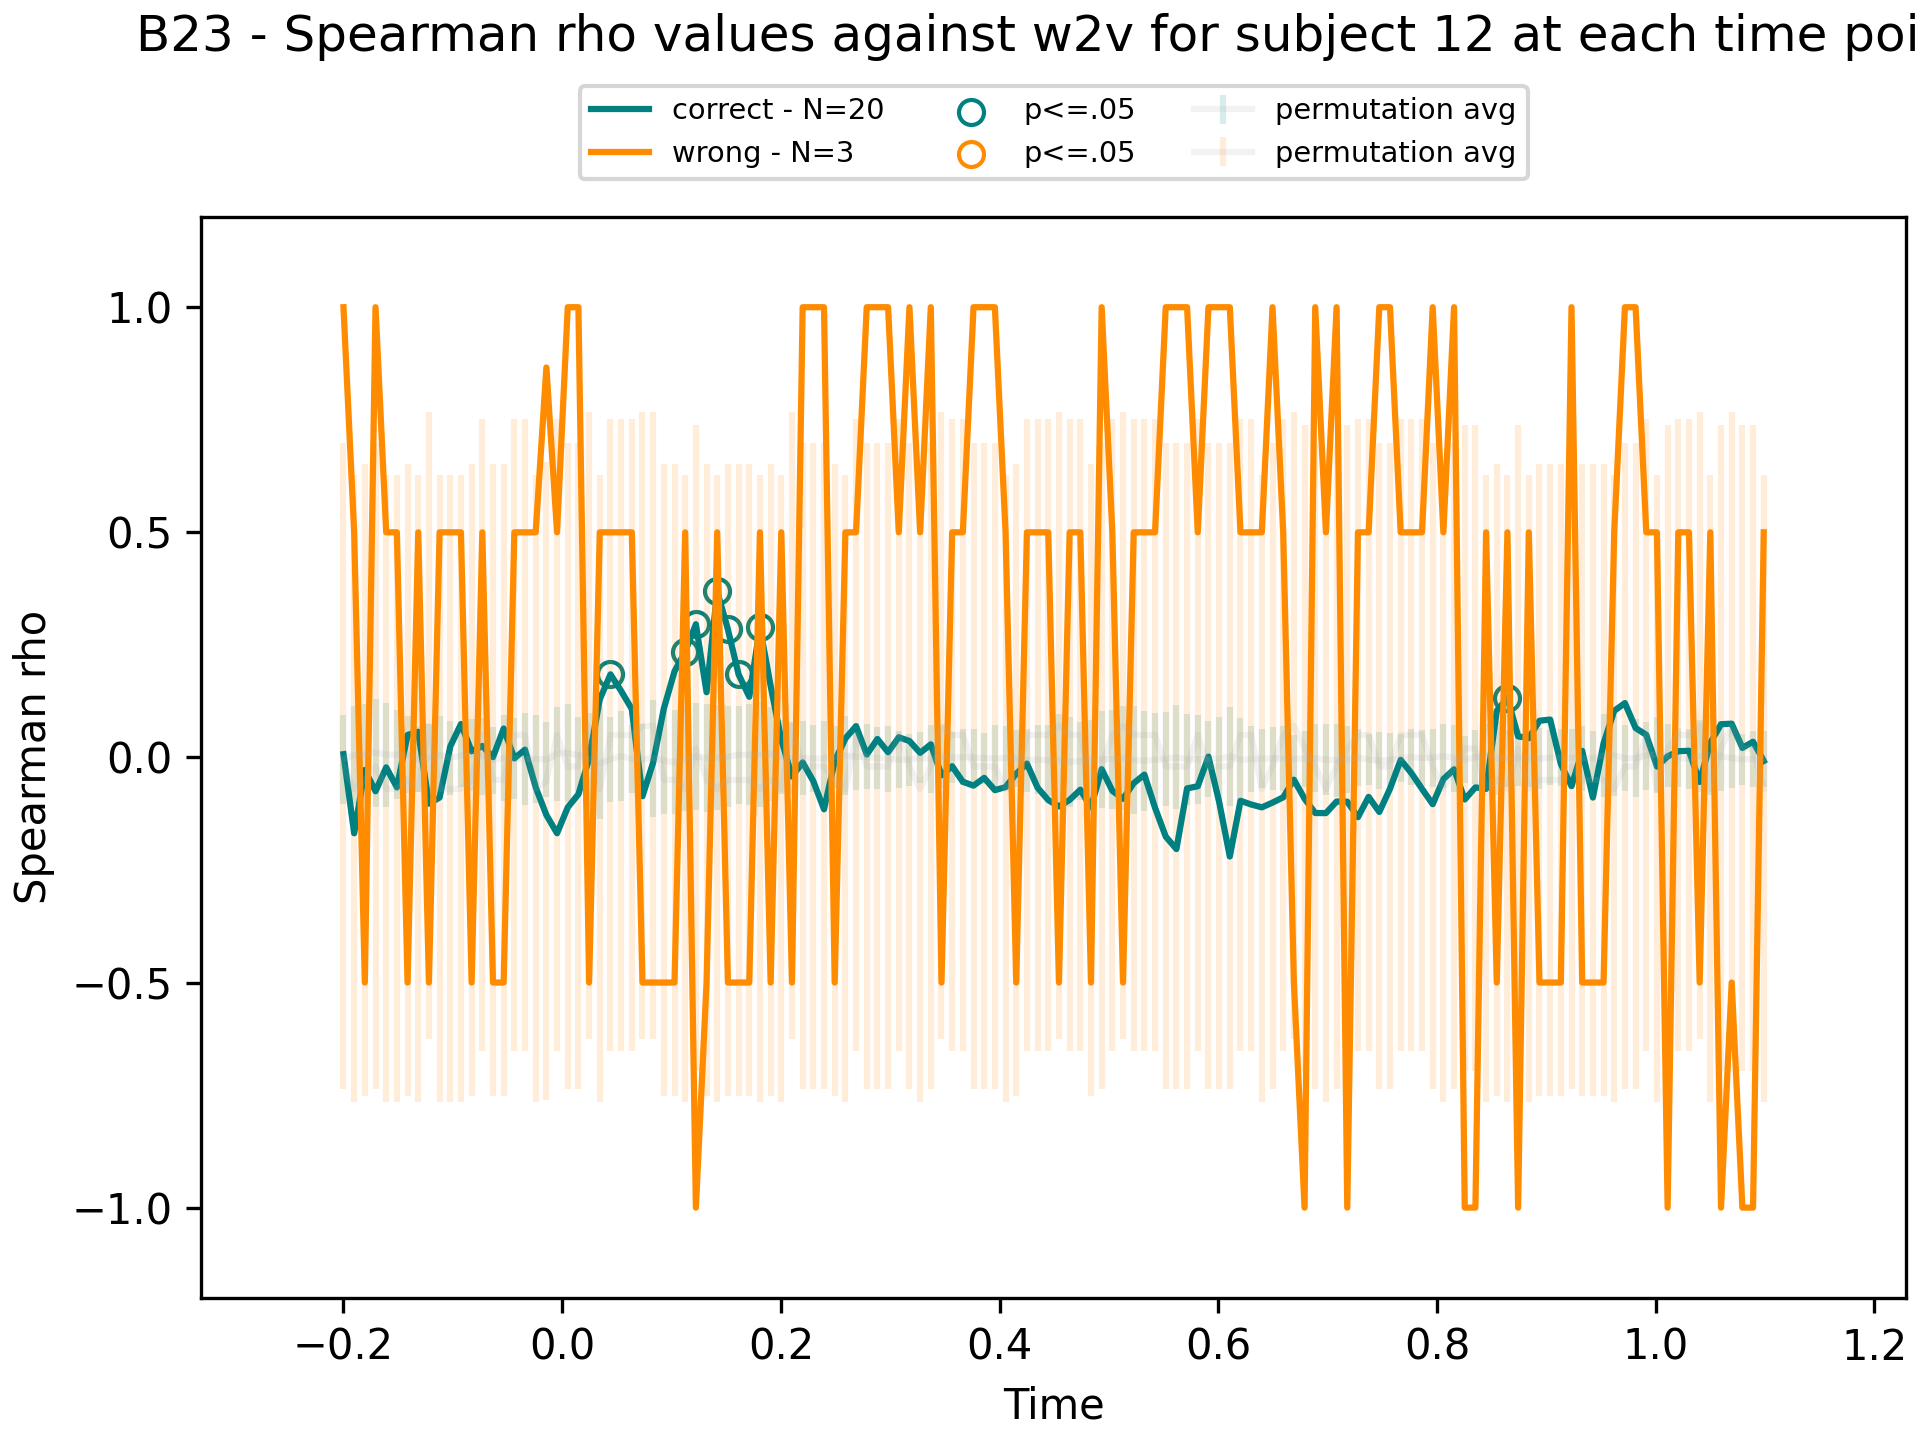 B23 - Spearman rho values against w2v for subject 12 at each time poi
correct - N=20 p<=.05 permutation avg
wrong - N=3 p<=.05 permutation avg
1.0
0.5
0.0
−0.5
−1.0
Spearman rho
−0.2 0.0 0.2 0.4 0.6 0.8 1.0 1.2
Time